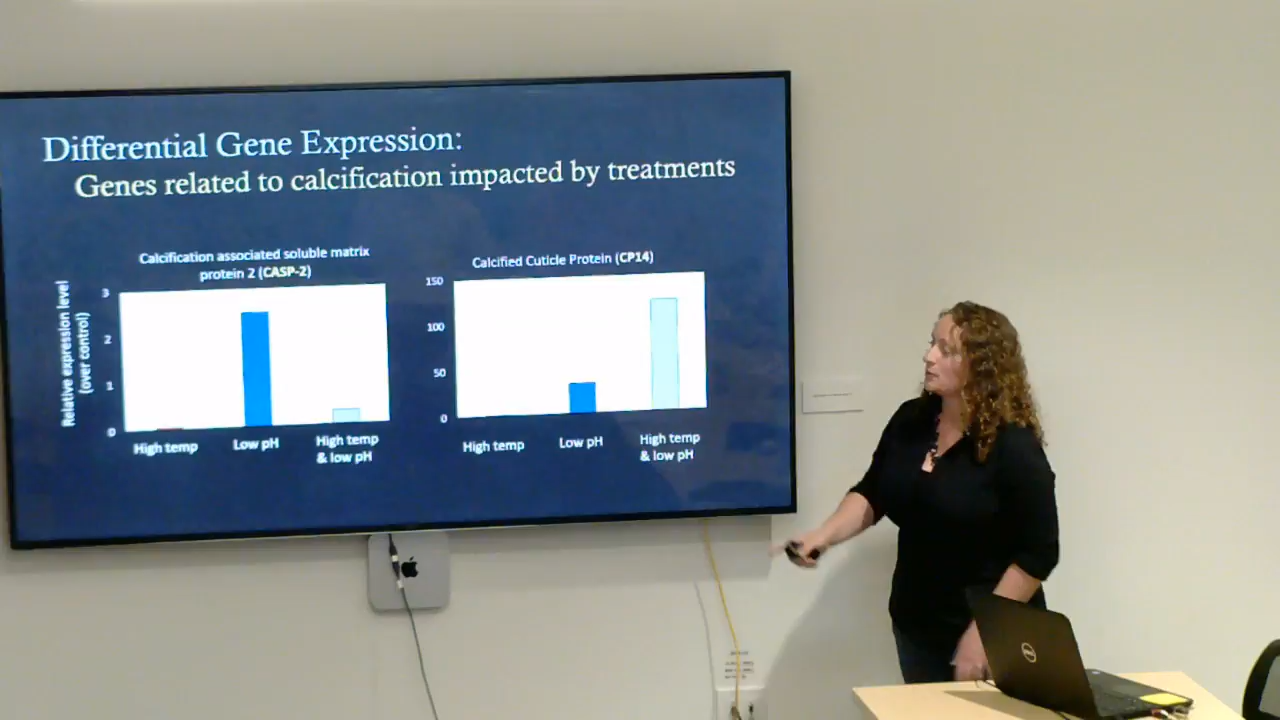 Differential Gene Expression:
Genes related to calcification impacted by treatments
Calcification associated soluble matrix
protein 2 (CASP-2)
Relative expression level
(over control)
3
2
1
0
High temp
Low pH
High temp
& low pH
Calcified Cuticle Protein (CP14)
150
100
50
0
High temp
Low pH
High temp
& low pH
DELL